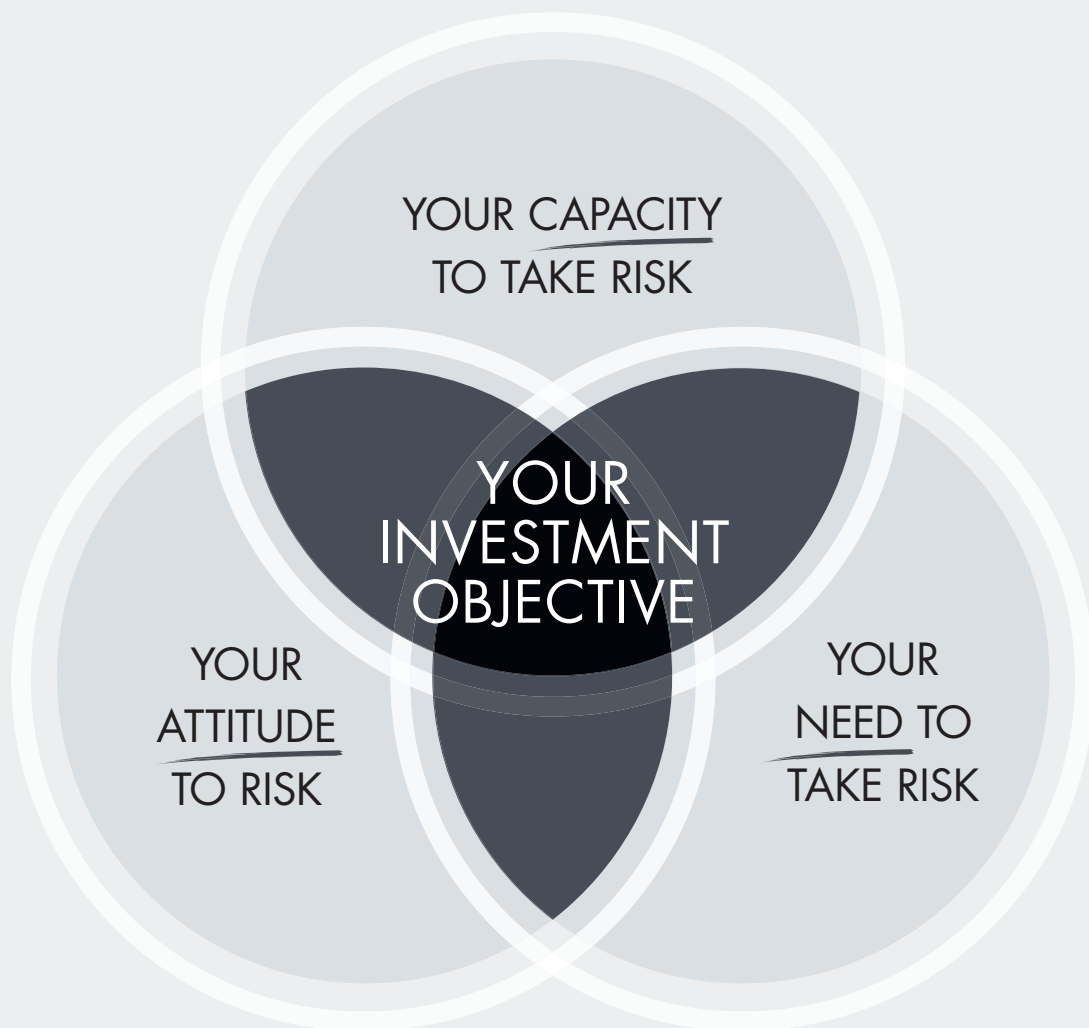 YOUR CAPACITY
TO TAKE RISK
YOUR
INVESTMENT
OBJECTIVE
YOUR
ATTITUDE
TO RISK
YOUR
NEED TO
TAKE RISK